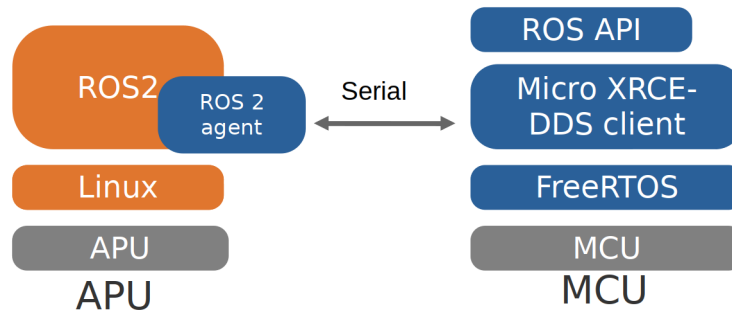 ROS2
ROS 2
agent
Linux
APU
APU
Serial
ROS API
Micro XRCE-
DDS client
FreeRTOS
MCU
MCU